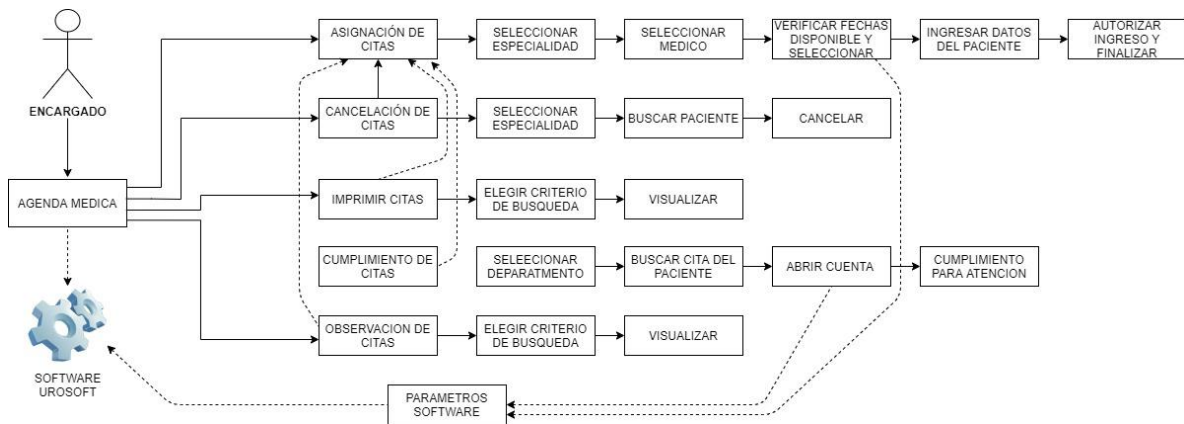 ENCARGADO
AGENDA MEDICA
SOFTWARE
UROSOFT
ASIGNACIÓN DE
CITAS
SELECCIONAR
ESPECIALIDAD
SELECCIONAR
MEDICO
VERIFICAR FECHAS
DISPONIBLE Y
SELECCIONAR
INGRESAR DATOS
DEL PACIENTE
AUTORIZAR
INGRESO Y
FINALIZAR
CANCELACIÓN DE
CITAS
SELECCIONAR
ESPECIALIDAD
BUSCAR PACIENTE
CANCELAR
IMPRIMIR CITAS
ELEGIR CRITERIO
DE BUSQUEDA
VISUALIZAR
CUMPLIMIENTO DE
CITAS
SELEECIONAR
DEPARATMENTO
BUSCAR CITA DEL
PACIENTE
ABRIR CUENTA
CUMPLIMIENTO
PARA ATENCION
OBSERVACION DE
CITAS
ELEGIR CRITERIO
DE BUSQUEDA
VISUALIZAR
PARAMETROS
SOFTWARE